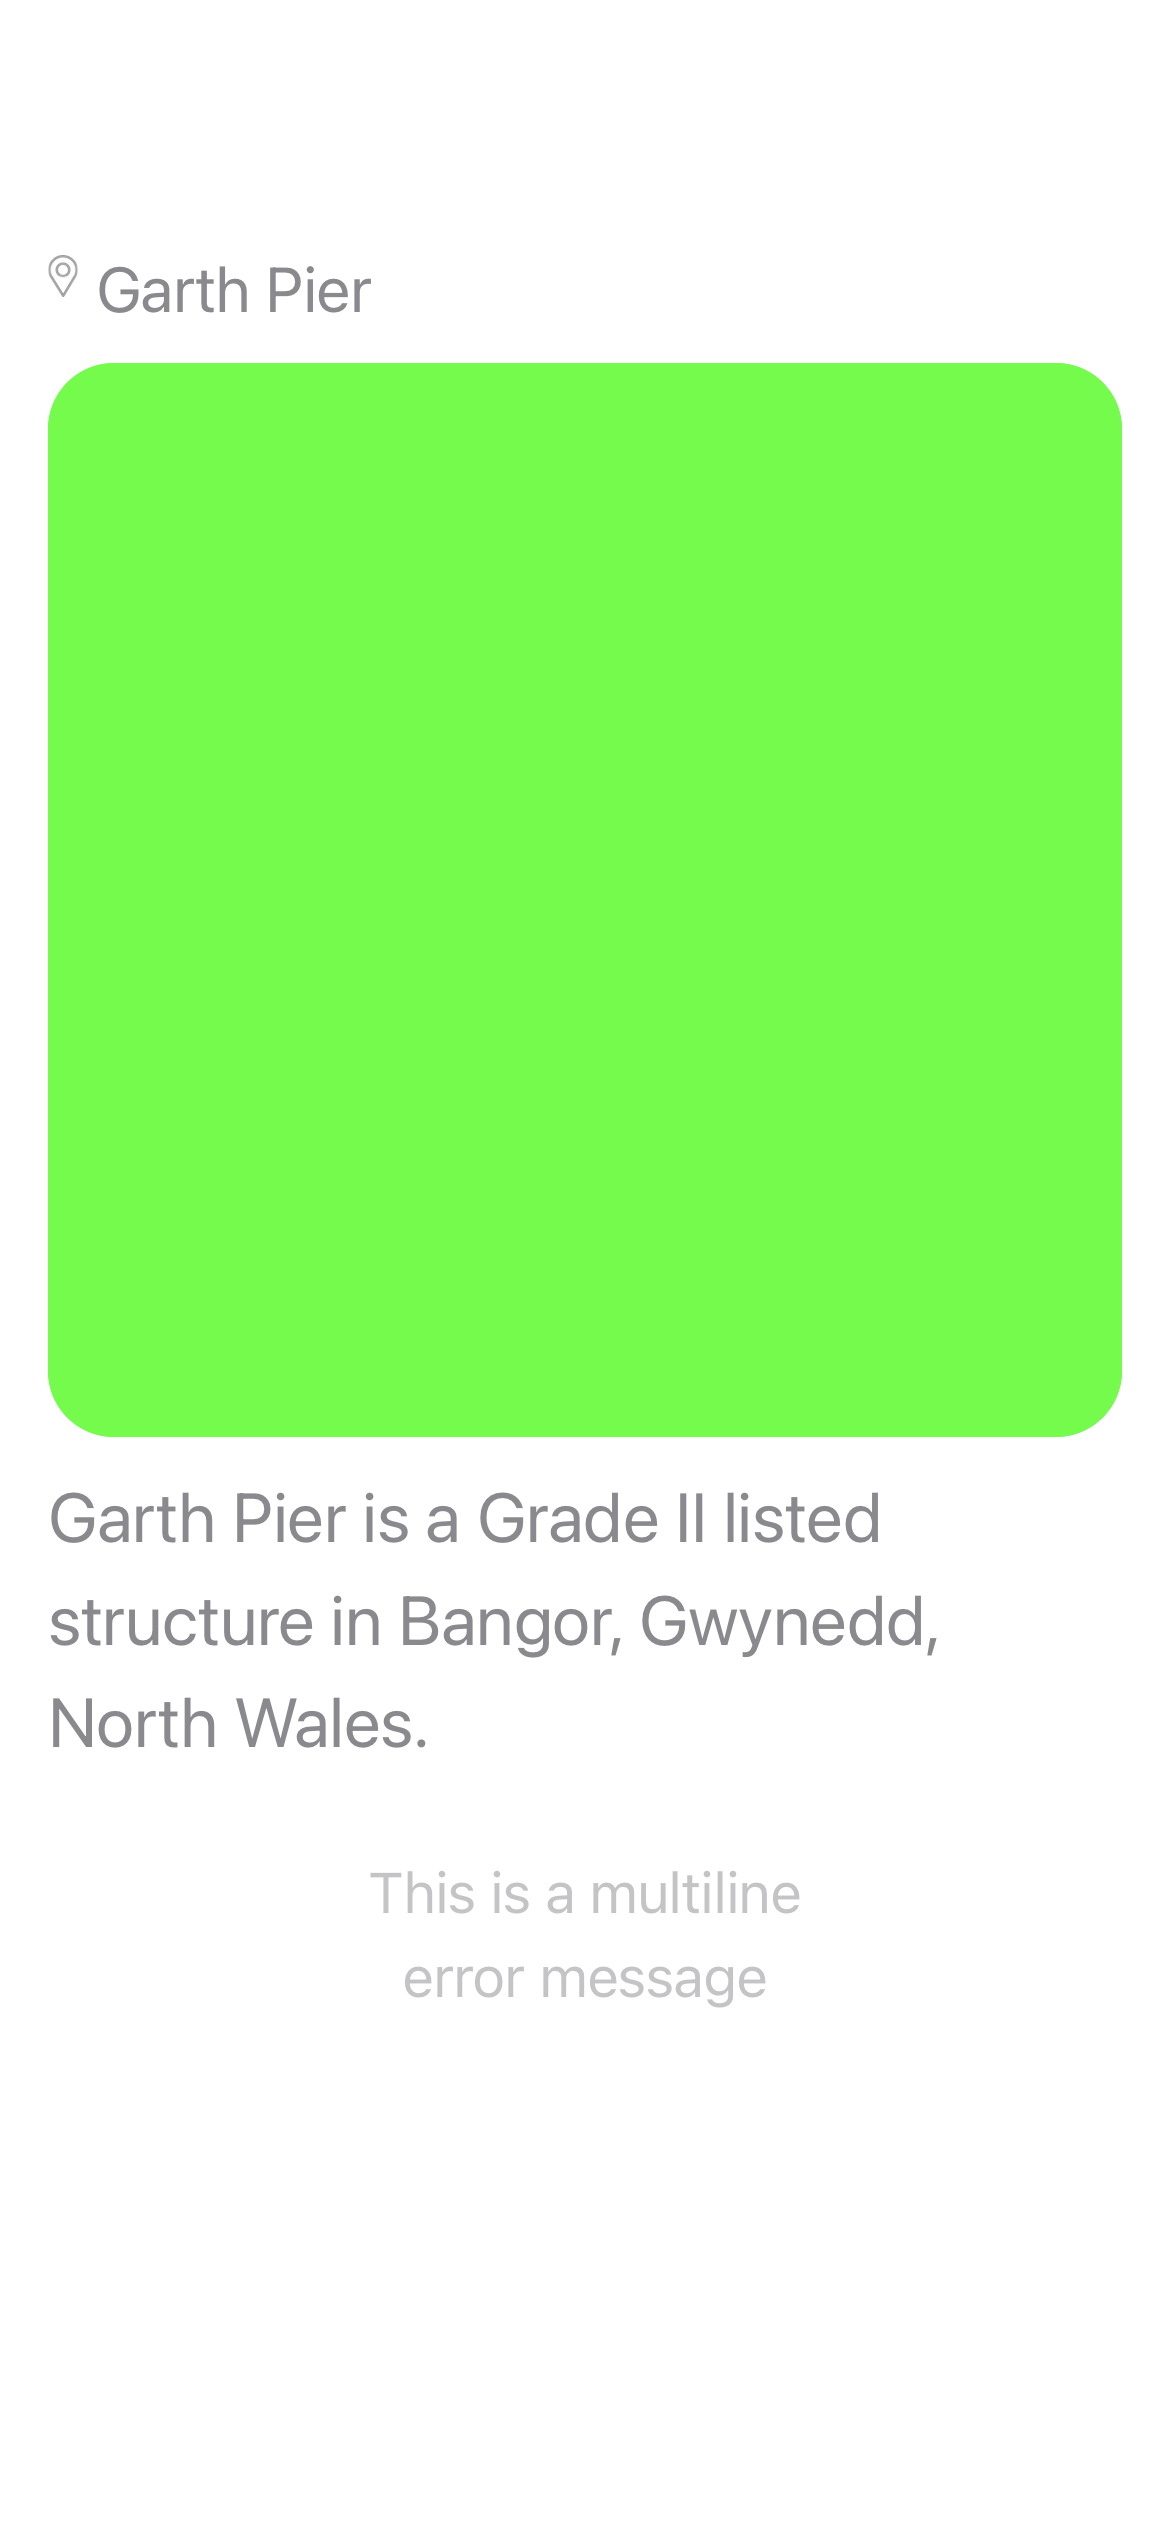 Garth Pier
Garth Pier is a Grade II listed
structure in Bangor, Gwynedd,
North Wales.
This is a multiline
error message